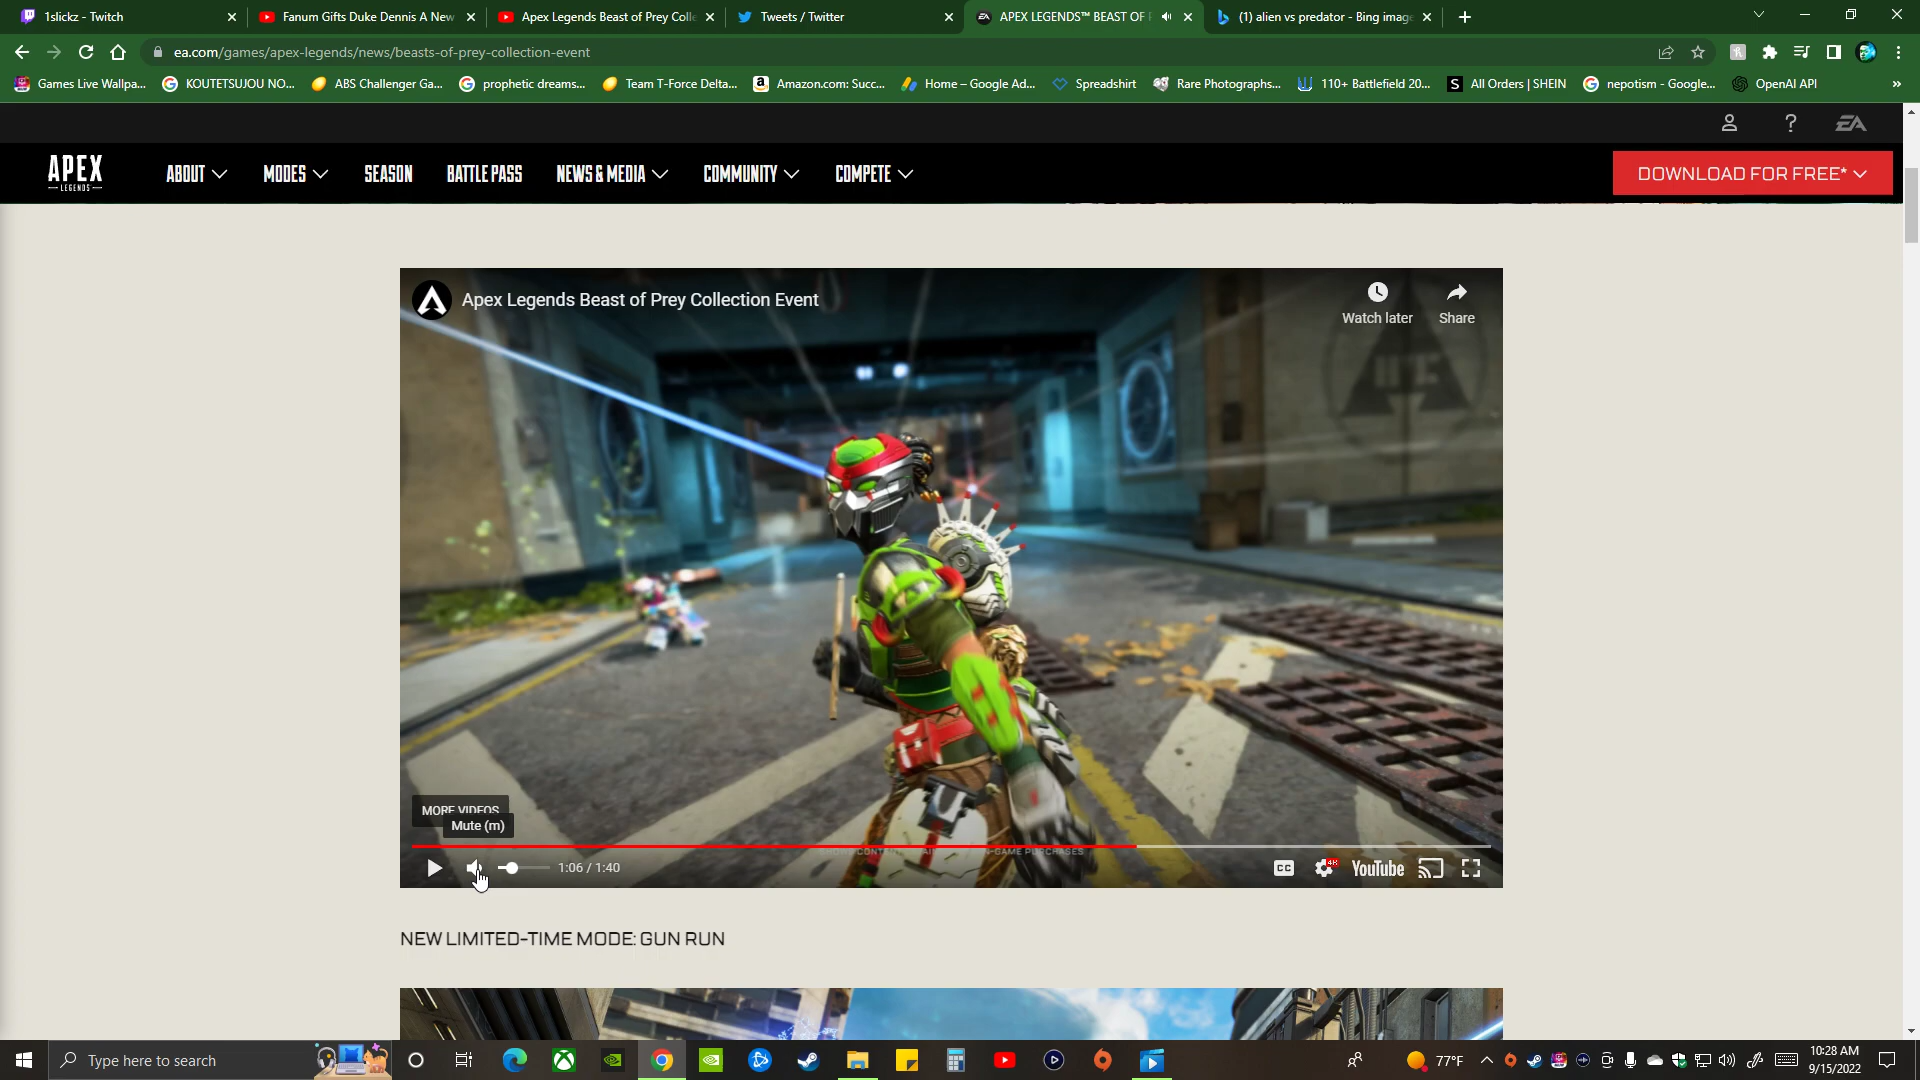 1slickz - Twitch
Fanum Gifts Duke Dennis A New
Apex Legends Beast of Prey Colle
Tweets / Twitter
APEX LEGENDS™ BEAST OF P
(1) alien vs predator - Bing image
ea.com/games/apex-legends/news/beasts-of-prey-collection-event
Games Live Wallpa...
KOUTETSUJOU NO...
ABS Challenger Ga...
prophetic dreams...
Team T-Force Delta...
Amazon.com: Succ...
Home – Google Ad...
Spreadshirt
Rare Photographs...
110+ Battlefield 20...
All Orders | SHEIN
nepotism - Google...
OpenAI API
»
EA
APEX
LEGENDS
ABOUT
MODES
SEASON
BATTLE PASS
NEWS & MEDIA
COMMUNITY
COMPETE
DOWNLOAD FOR FREE*
Apex Legends Beast of Prey Collection Event
Watch later
Share
MORE VIDEOS
Mute (m)
1:06 / 1:40
CC
4K
YouTube
NEW LIMITED-TIME MODE: GUN RUN
Type here to search
77°F
10:28 AM
9/15/2022